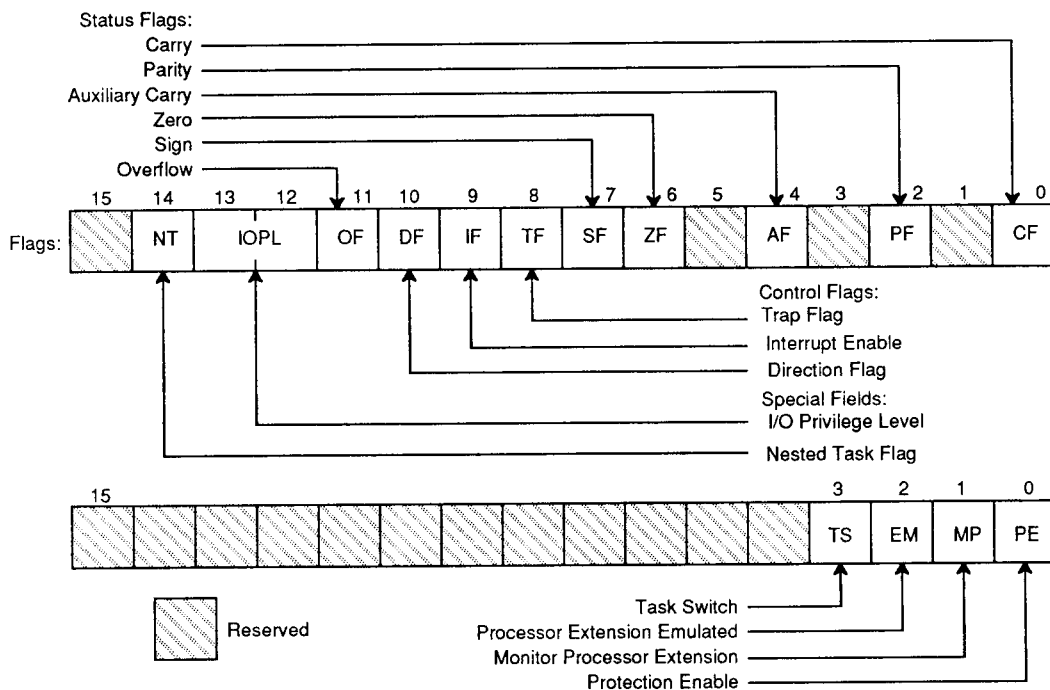 Status Flags:
Carry
Parity
Auxiliary Carry
Zero
Sign
Overflow
15 14 13 12 11 10 9 8 7 6 5 4 3 2 1 0
Flags: NT IOPL OF DF IF TF SF ZF AF PF CF
Control Flags:
Trap Flag
Interrupt Enable
Direction Flag
Special Fields:
I/O Privilege Level
Nested Task Flag
15 3 2 1 0
TS EM MP PE
Task Switch
Reserved
Processor Extension Emulated
Monitor Processor Extension
Protection Enable